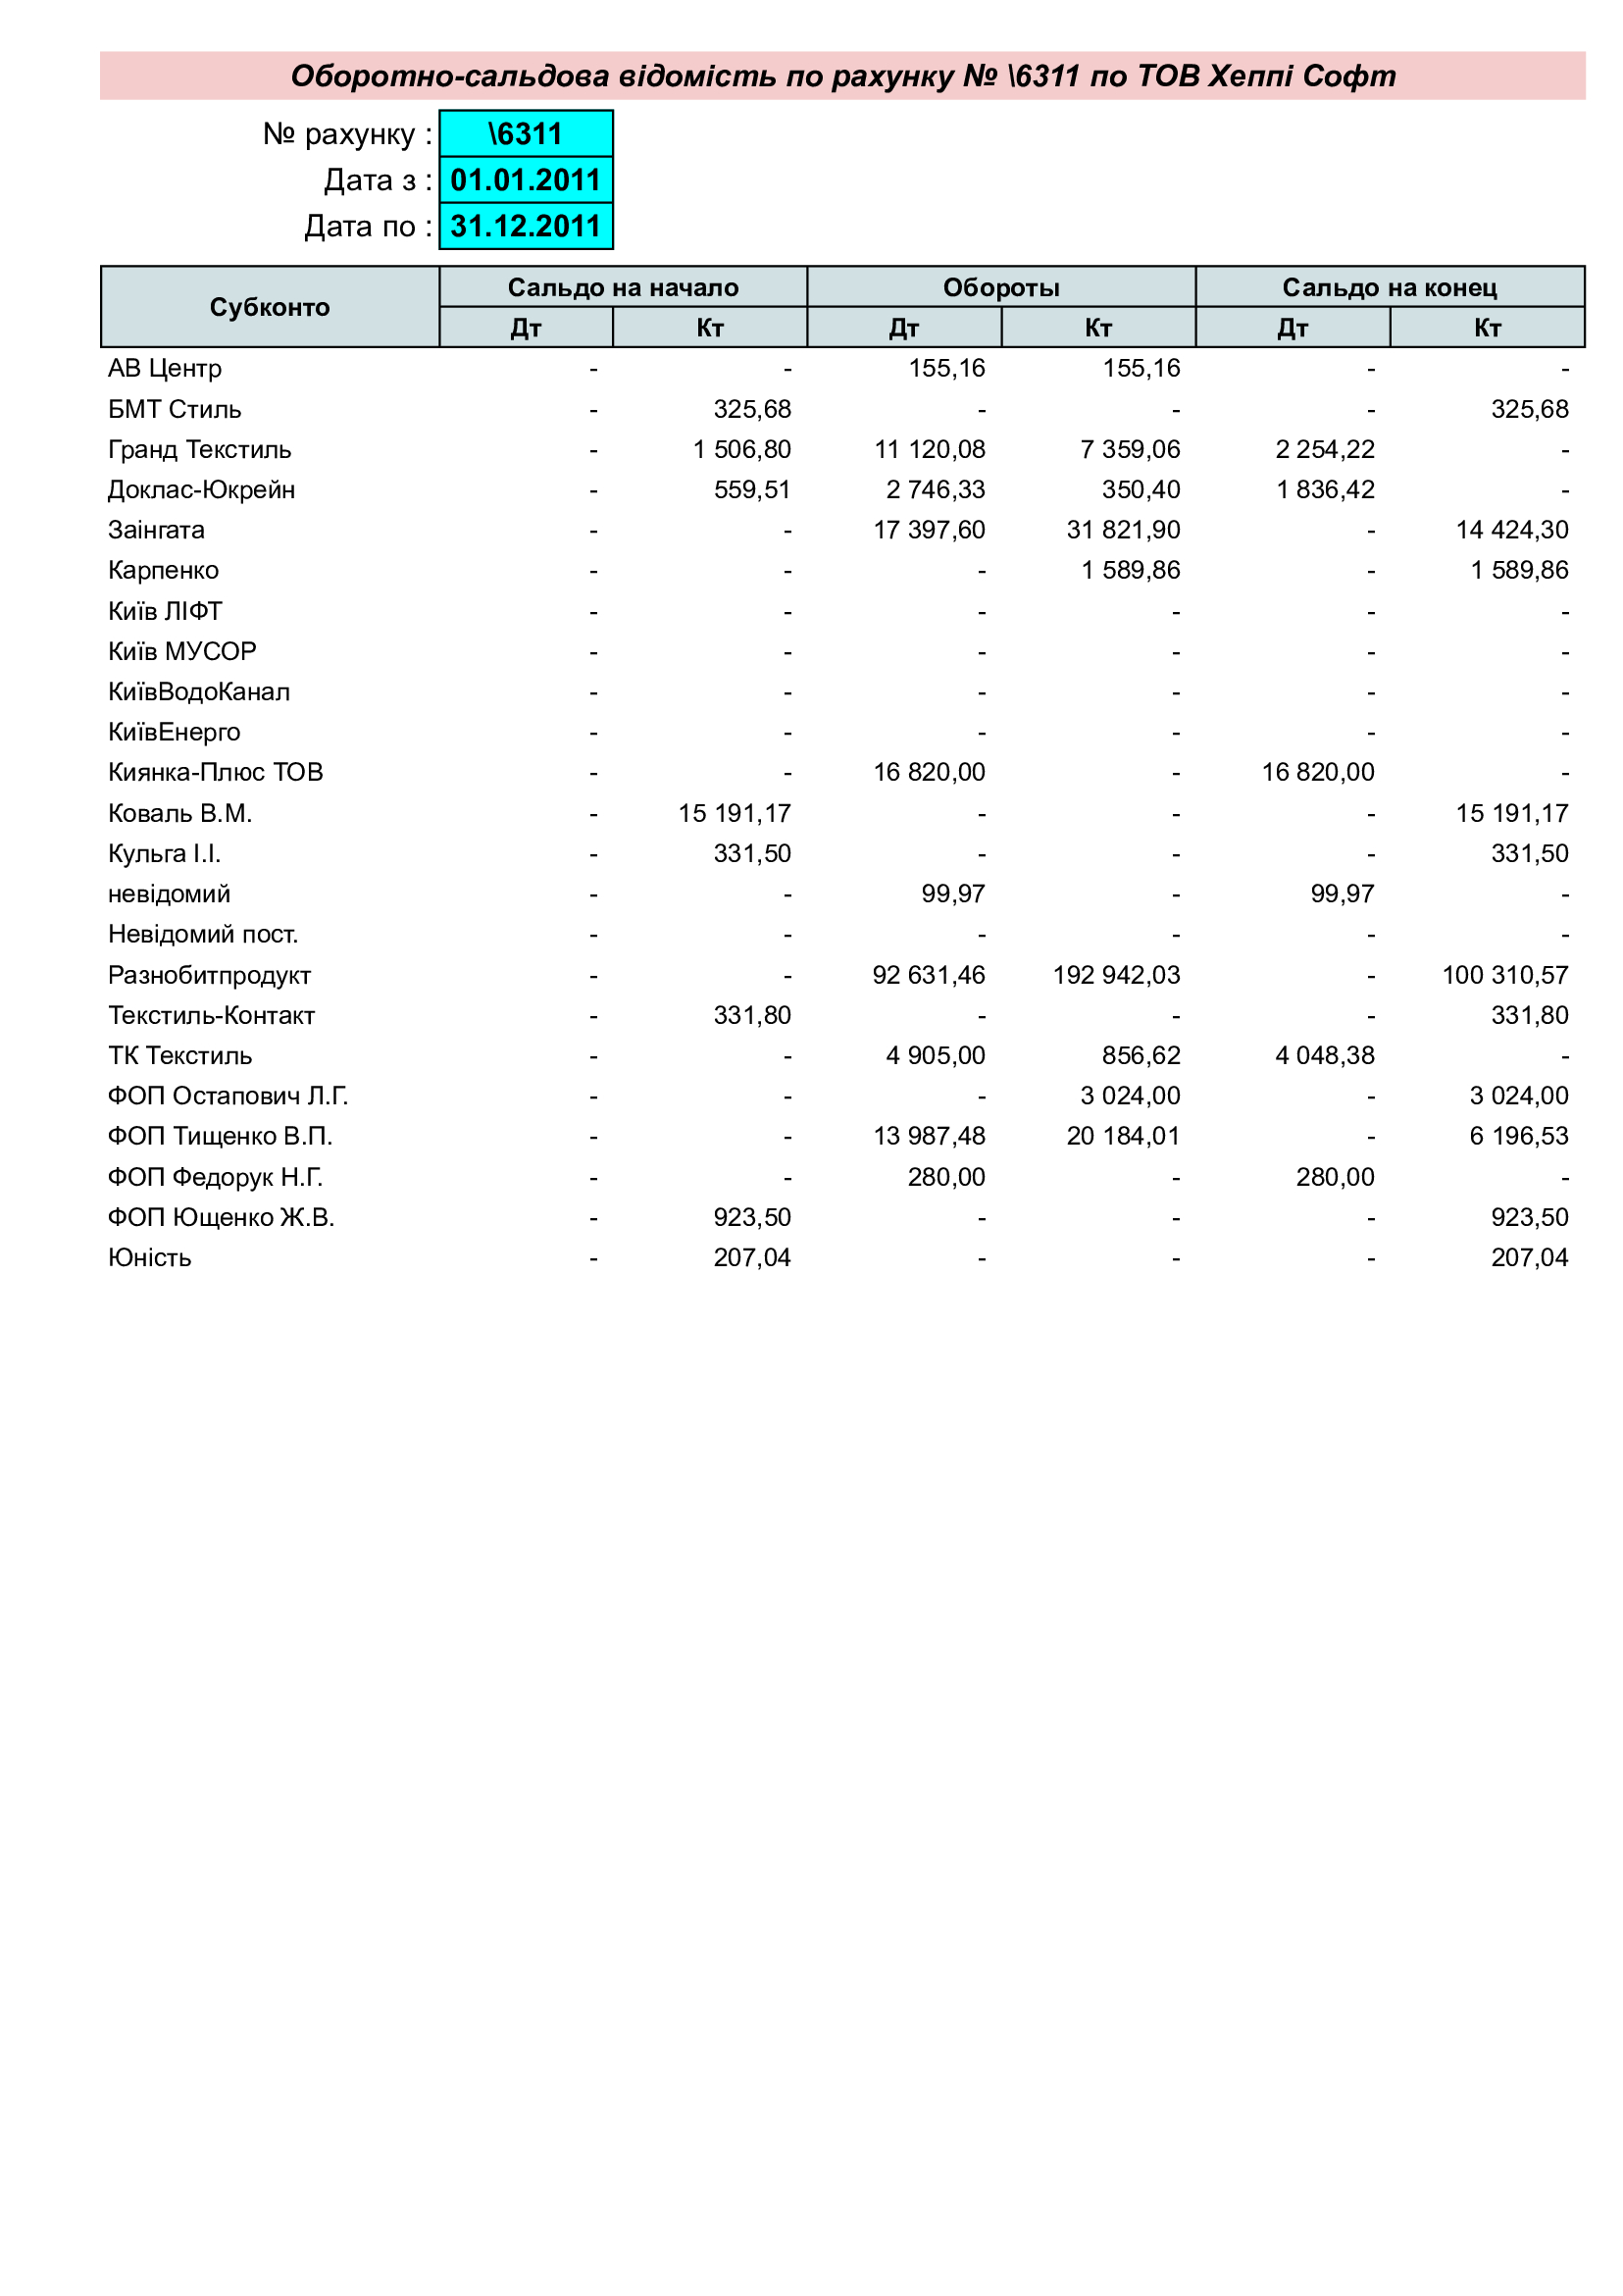 Оборотно-сальдова відомість по рахунку № \6311 по ТОВ Хеппі Софт
№ рахунку : \6311
Дата з : 01.01.2011
Дата по : 31.12.2011
Субконто Сальдо на начало Обороты Сальдо на конец
Дт Кт Дт Кт Дт Кт
АВ Центр - - 155,16 155,16 - -
БМТ Стиль - 325,68 - - - 325,68
Гранд Текстиль - 1 506,80 11 120,08 7 359,06 2 254,22 -
Доклас-Юкрейн - 559,51 2 746,33 350,40 1 836,42 -
Заінгата - - 17 397,60 31 821,90 - 14 424,30
Карпенко - - - 1 589,86 - 1 589,86
Київ ЛІФТ - - - - - -
Київ МУСОР - - - - - -
КиївВодоКанал - - - - - -
КиївЕнерго - - - - - -
Киянка-Плюс ТОВ - - 16 820,00 - 16 820,00 -
Коваль В.М. - 15 191,17 - - - 15 191,17
Кульга І.І. - 331,50 - - - 331,50
невідомий - - 99,97 - 99,97 -
Невідомий пост. - - - - - -
Разнобитпродукт - - 92 631,46 192 942,03 - 100 310,57
Текстиль-Контакт - 331,80 - - - 331,80
ТК Текстиль - - 4 905,00 856,62 4 048,38 -
ФОП Остапович Л.Г. - - - 3 024,00 - 3 024,00
ФОП Тищенко В.П. - - 13 987,48 20 184,01 - 6 196,53
ФОП Федорук Н.Г. - - 280,00 - 280,00 -
ФОП Ющенко Ж.В. - 923,50 - - - 923,50
Юність - 207,04 - - - 207,04